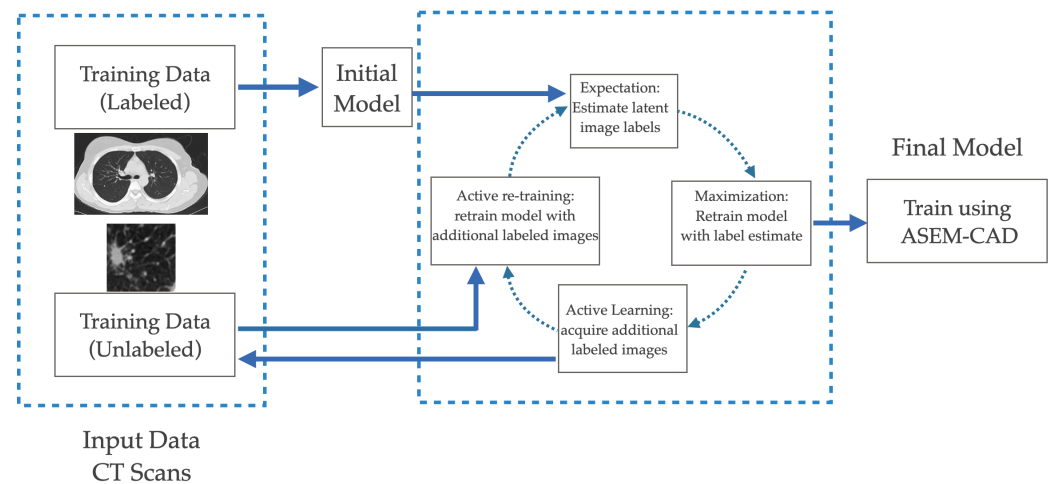 Training Data
(Labeled)
Initial
Model
Expectation:
Estimate latent
image labels
Active re-training:
retrain model with
additional labeled images
Maximization:
Retrain model
with label estimate
Final Model
Train using
ASEM-CAD
Training Data
(Unlabeled)
Active Learning:
acquire additional
labeled images
Input Data
CT Scans